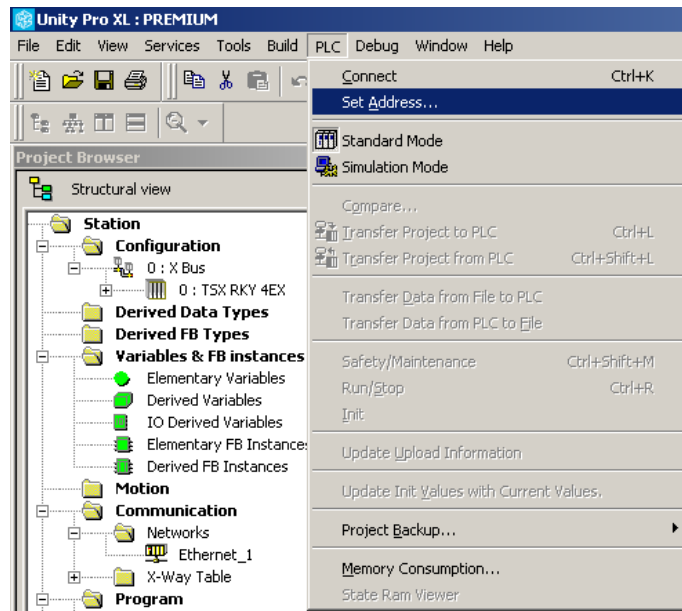 Unity Pro XL : PREMIUM
File Edit View Services Tools Build PLC Debug Window Help
Project Browser
Structural view
Station
Configuration
0 : X Bus
0 : TSX RKY 4EX
Derived Data Types
Derived FB Types
Variables & FB instances
Elementary Variables
Derived Variables
IO Derived Variables
Elementary FB Instances
Derived FB Instances
Motion
Communication
Networks
Ethernet_1
X-Way Table
Program
Connect Ctrl+K
Set Address...
Standard Mode
Simulation Mode
Compare...
Transfer Project to PLC Ctrl+L
Transfer Project from PLC Ctrl+Shift+L
Transfer Data from File to PLC
Transfer Data from PLC to File
Safety/Maintenance Ctrl+Shift+M
Run/Stop Ctrl+R
Init
Update Upload Information
Update Init Values with Current Values.
Project Backup...
Memory Consumption...
State Ram Viewer